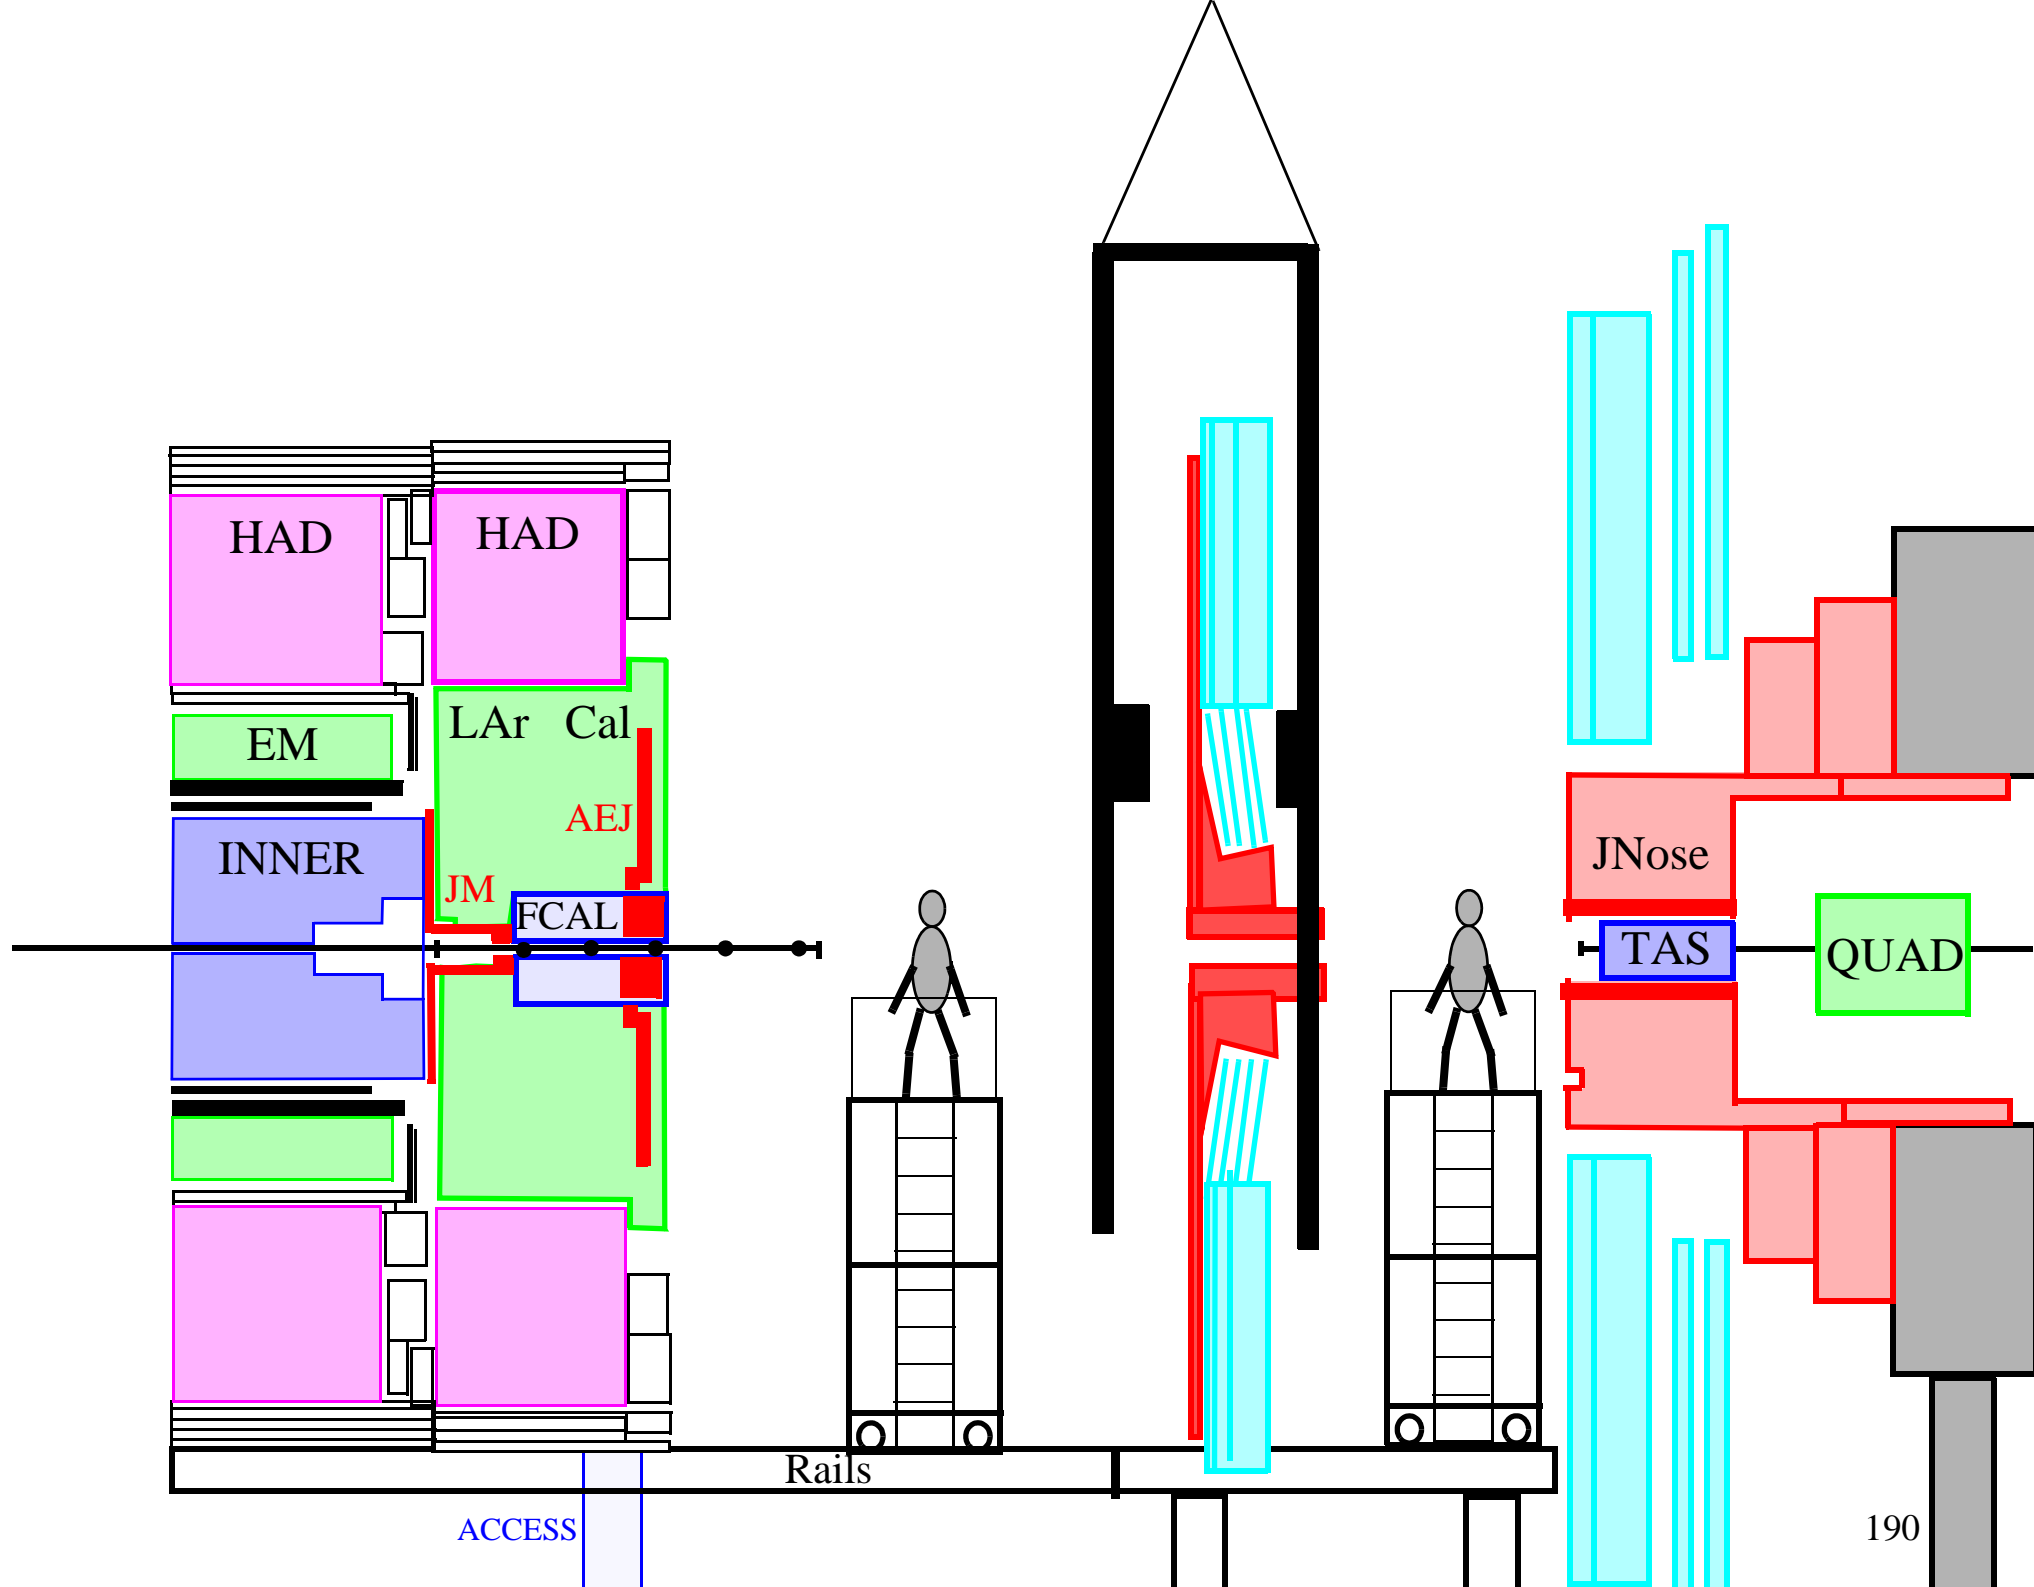 HAD
HAD
LAr Cal
EM
AEJ
INNER
JNose
JM
FCAL
TAS
QUAD
Rails
ACCESS
190